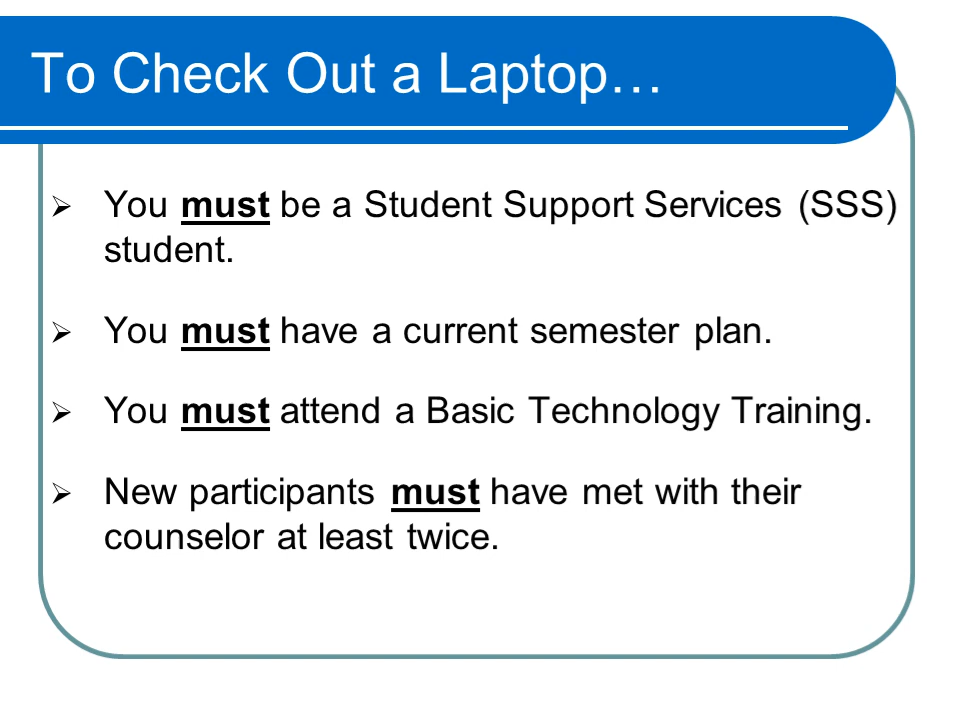 To Check Out a Laptop…
➢ You must be a Student Support Services (SSS)
student.
➢ You must have a current semester plan.
➢ You must attend a Basic Technology Training.
➢ New participants must have met with their
counselor at least twice.